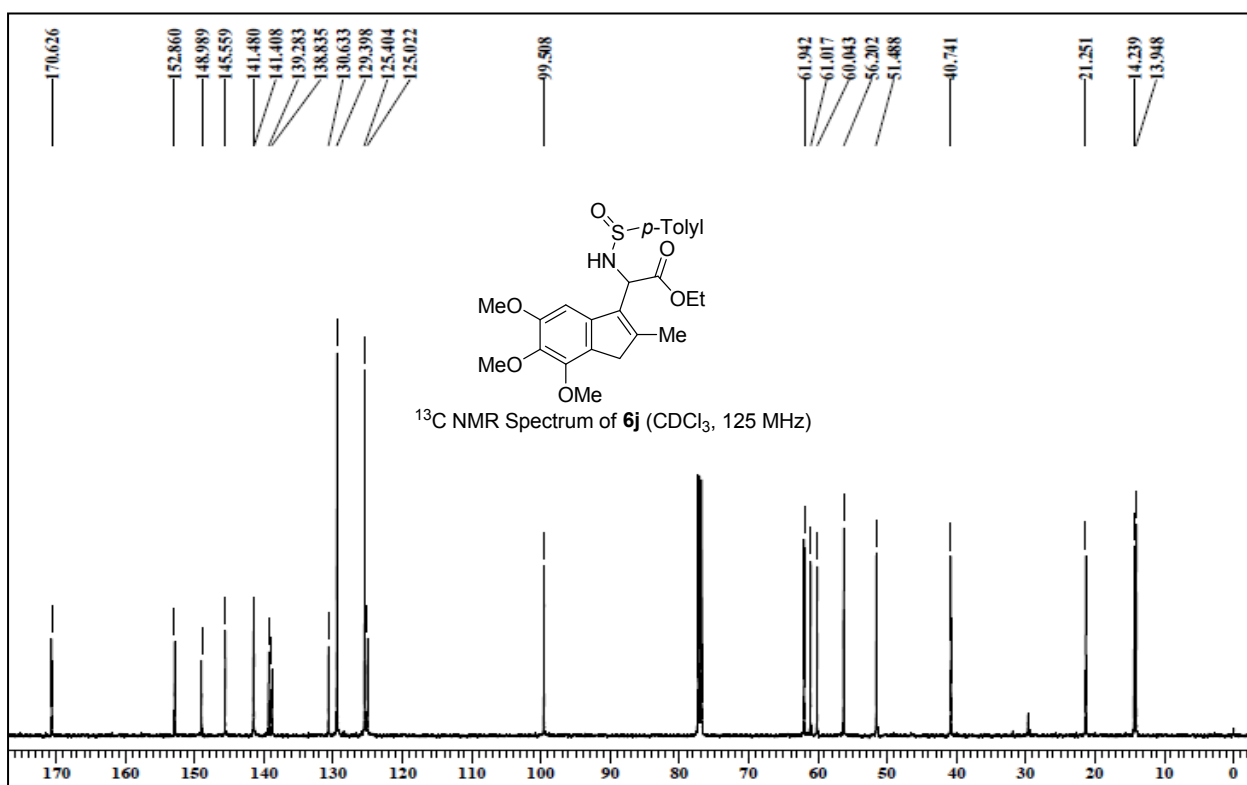 170.626
152.860
148.989
145.559
141.480
141.408
139.283
138.835
130.633
129.398
125.404
125.022
99.508
61.942
61.017
60.043
56.202
51.488
40.741
21.251
14.239
13.948
O
S p-Tolyl
HN O
OEt
MeO
Me
MeO
OMe
13C NMR Spectrum of 6j (CDCl3, 125 MHz)
170 160 150 140 130 120 110 100 90 80 70 60 50 40 30 20 10 0